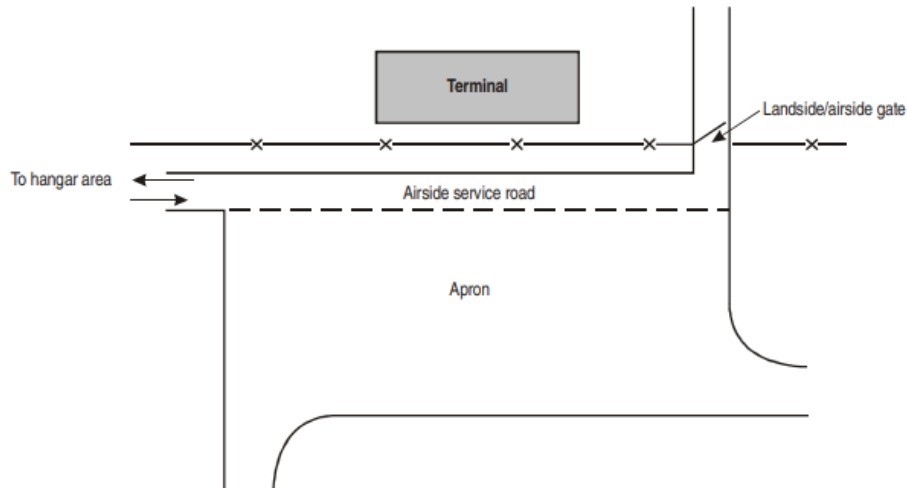 Terminal
Landside/airside gate
To hangar area
Airside service road
Apron